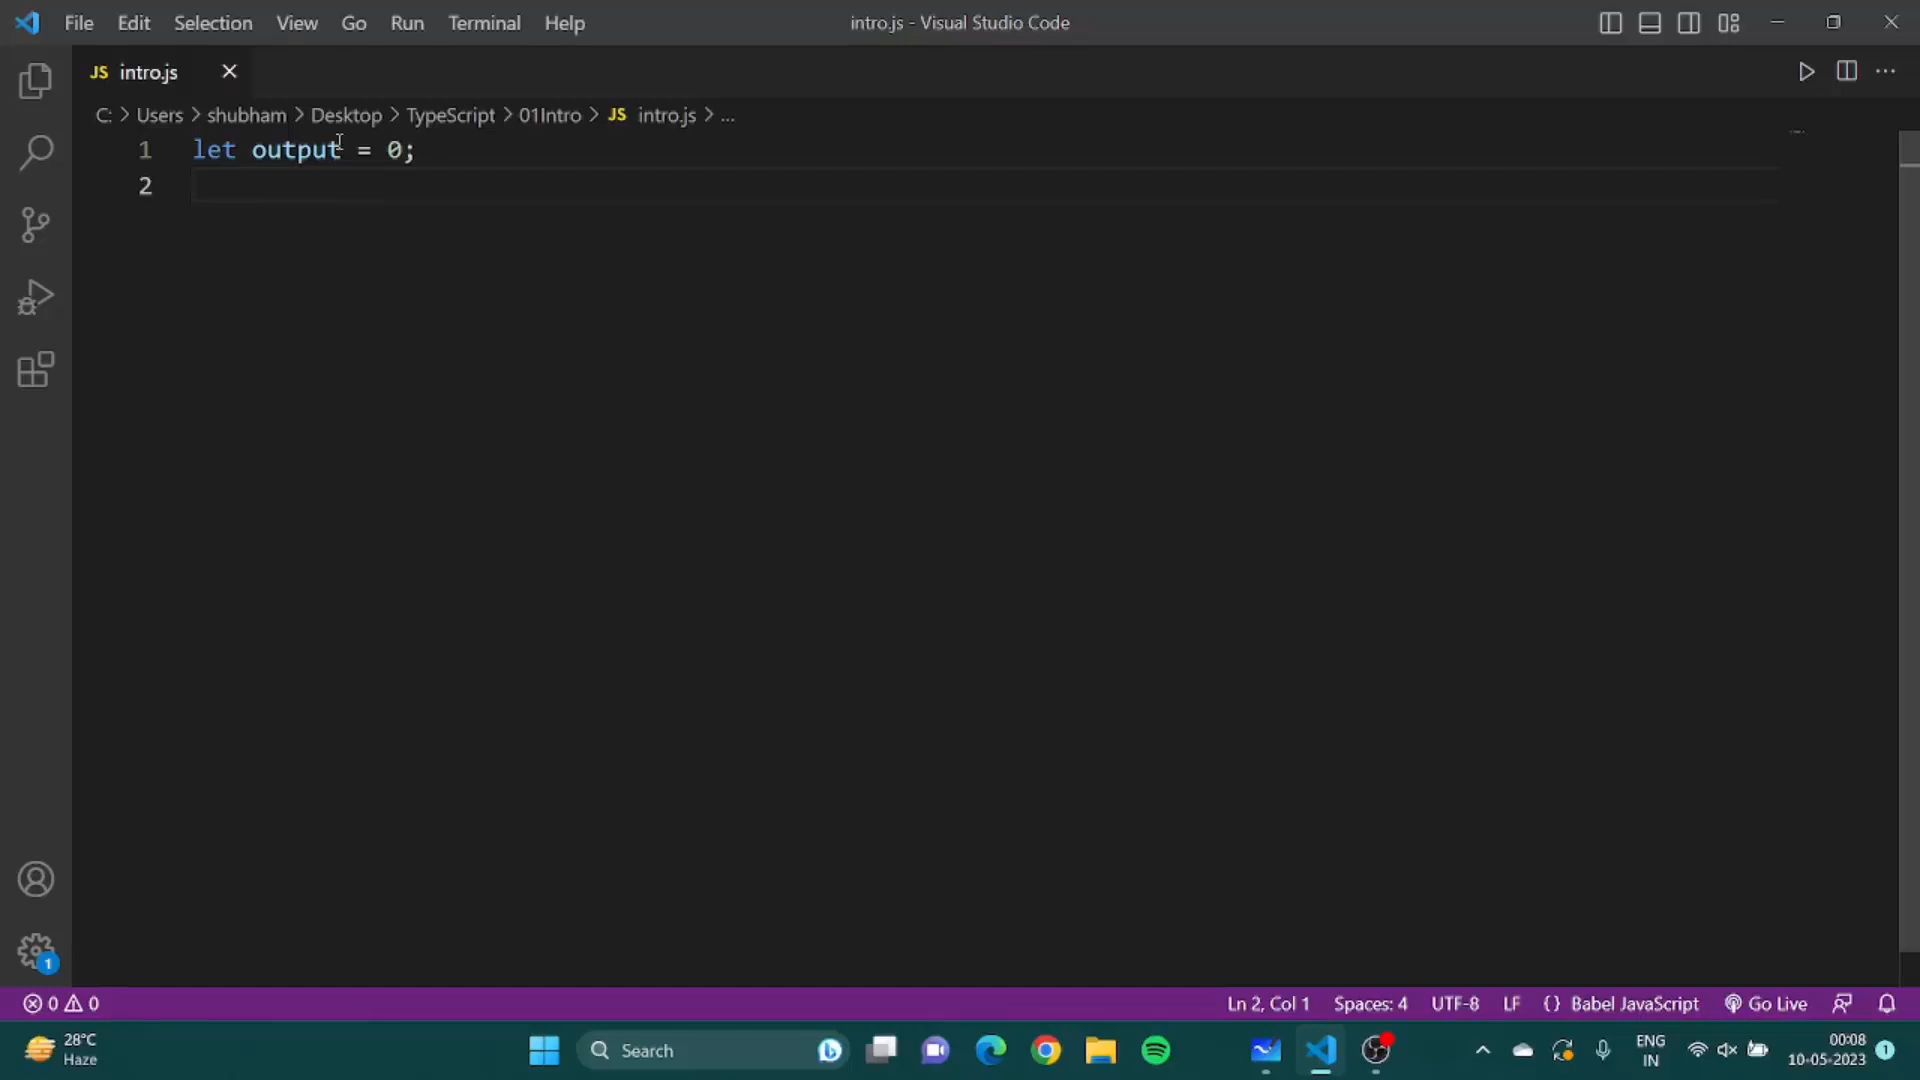 File Edit Selection View Go Run Terminal Help
intro.js - Visual Studio Code
JS intro.js
C: > Users > shubham > Desktop > TypeScript > 01Intro > JS intro.js > ...
1 let output = 0;
2
1
0 0
Ln 2, Col 1 Spaces: 4 UTF-8 LF {} Babel JavaScript Go Live
28°C
Haze
Search
ENG
IN
00:08
10-05-2023
1